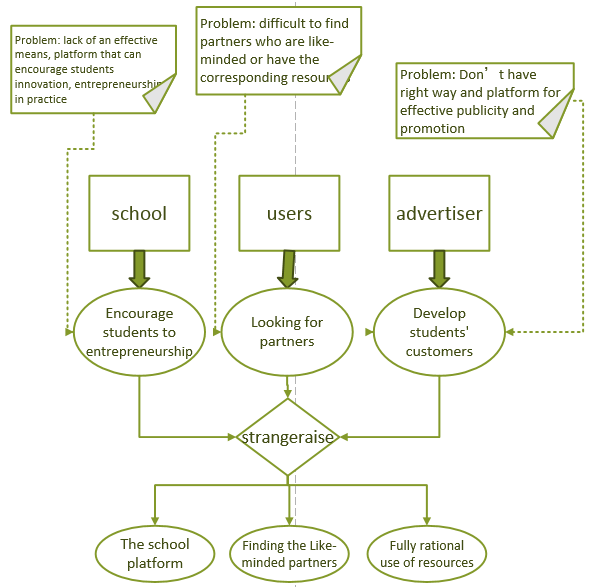 Problem: lack of an effective
means, platform that can
encourage students
innovation, entrepreneurship
in practice
Problem: difficult to find
partners who are like-
minded or have the
corresponding resources
Problem: Don’t have
right way and platform for
effective publicity and
promotion
school
users
advertiser
Encourage
students to
entrepreneurship
Looking for
partners
Develop
students'
customers
strangeraise
The school
platform
Finding the Like-
minded partners
Fully rational
use of resources